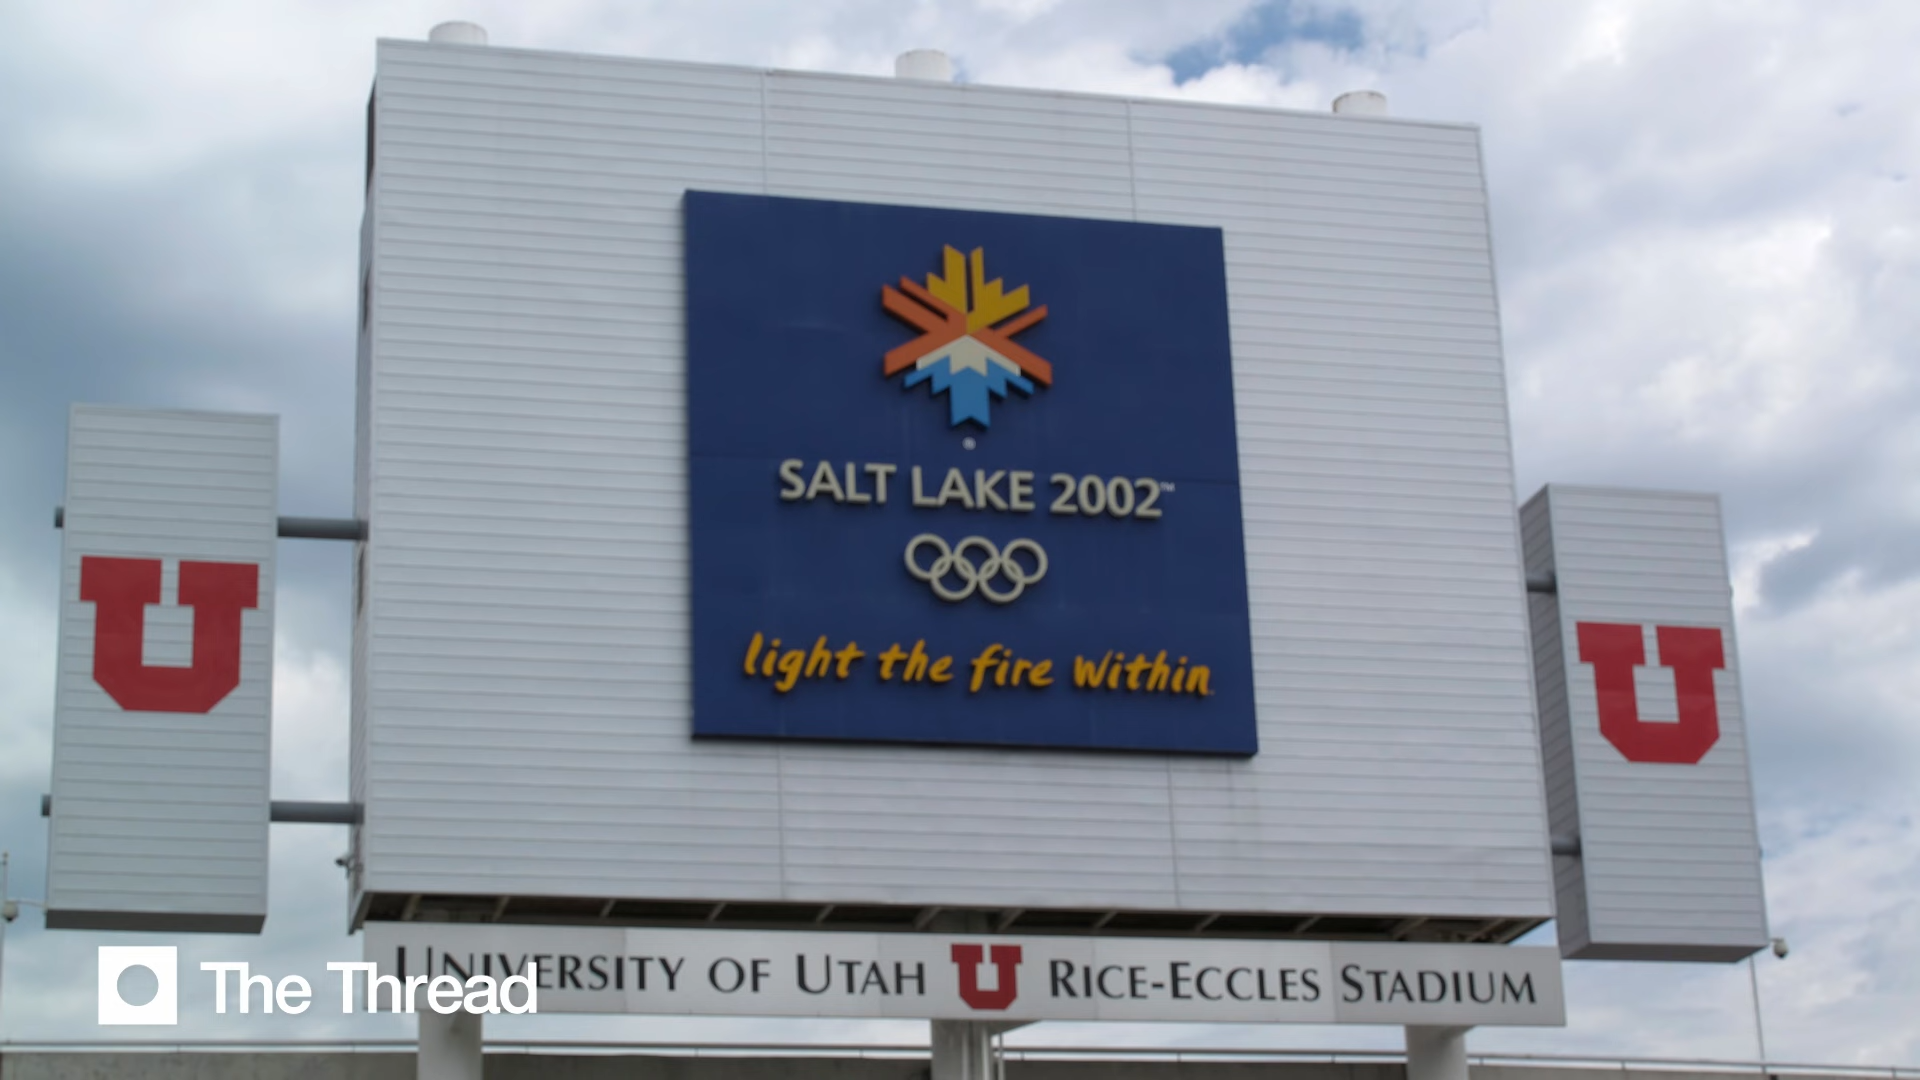 SALT LAKE 2002™
light the fire within
U
U
UNIVERSITY OF UTAH U RICE-ECCLES STADIUM
The Thread